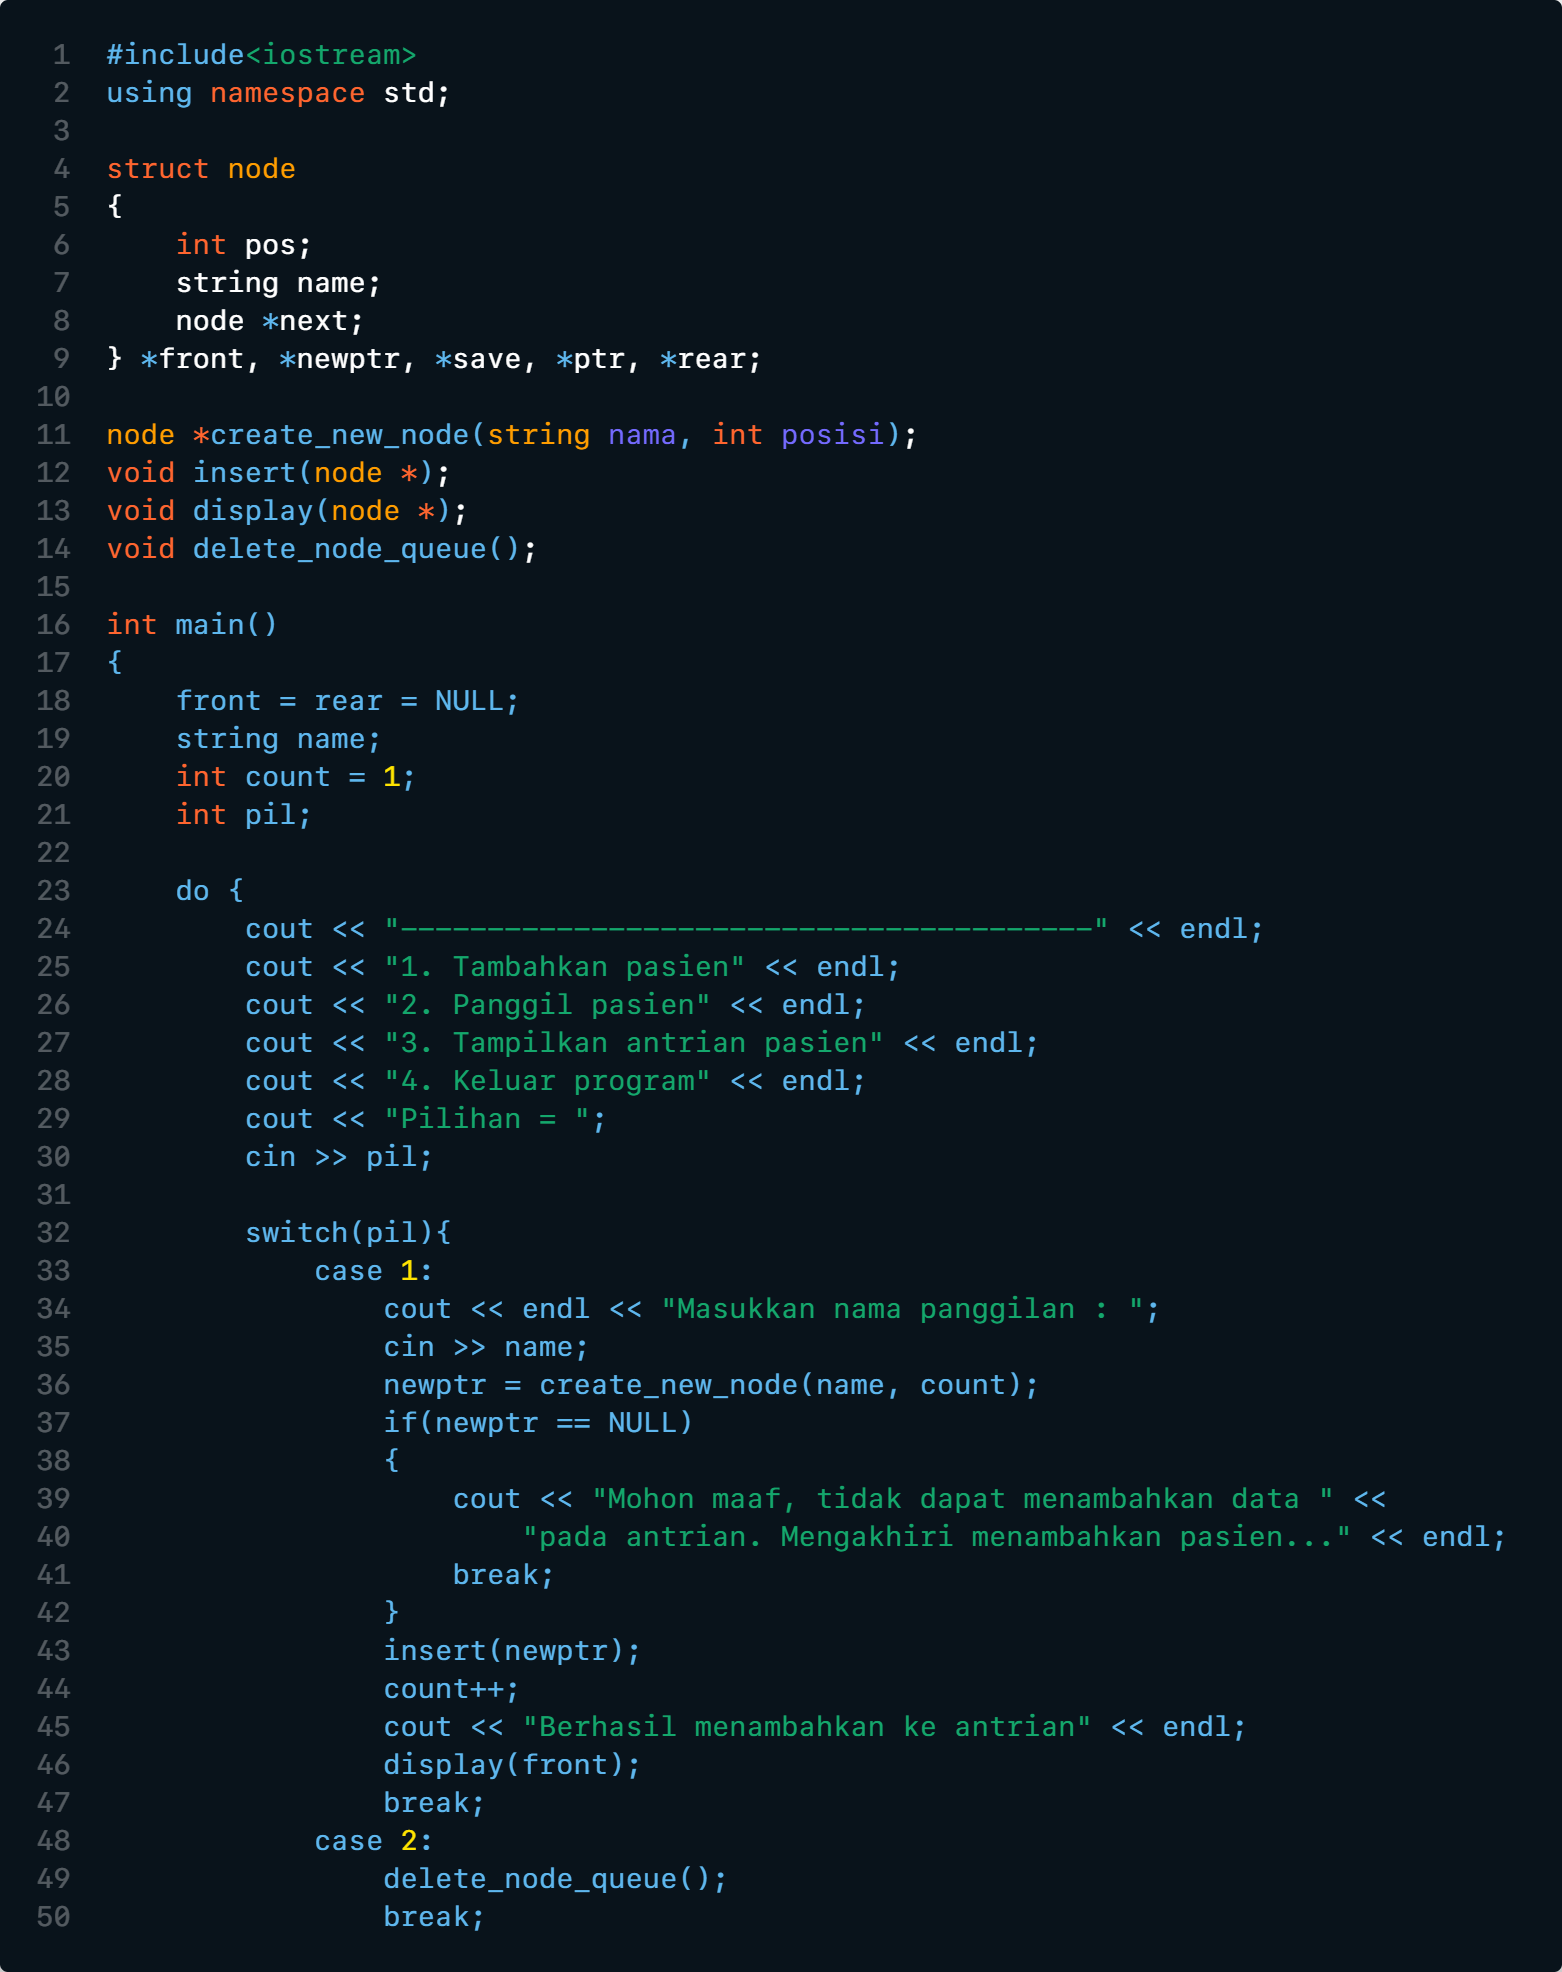 1 #include<iostream>
2 using namespace std;
3
4 struct node
5 {
6     int pos;
7     string name;
8     node *next;
9 } *front, *newptr, *save, *ptr, *rear;
10
11 node *create_new_node(string nama, int posisi);
12 void insert(node *);
13 void display(node *);
14 void delete_node_queue();
15
16 int main()
17 {
18     front = rear = NULL;
19     string name;
20     int count = 1;
21     int pil;
22
23     do {
24         cout << "----------------------------------------" << endl;
25         cout << "1. Tambahkan pasien" << endl;
26         cout << "2. Panggil pasien" << endl;
27         cout << "3. Tampilkan antrian pasien" << endl;
28         cout << "4. Keluar program" << endl;
29         cout << "Pilihan = ";
30         cin >> pil;
31
32         switch(pil){
33             case 1:
34                 cout << endl << "Masukkan nama panggilan : ";
35                 cin >> name;
36                 newptr = create_new_node(name, count);
37                 if(newptr == NULL)
38                 {
39                     cout << "Mohon maaf, tidak dapat menambahkan data " <<
40                         "pada antrian. Mengakhiri menambahkan pasien..." << endl;
41                     break;
42                 }
43                 insert(newptr);
44                 count++;
45                 cout << "Berhasil menambahkan ke antrian" << endl;
46                 display(front);
47                 break;
48             case 2:
49                 delete_node_queue();
50                 break;